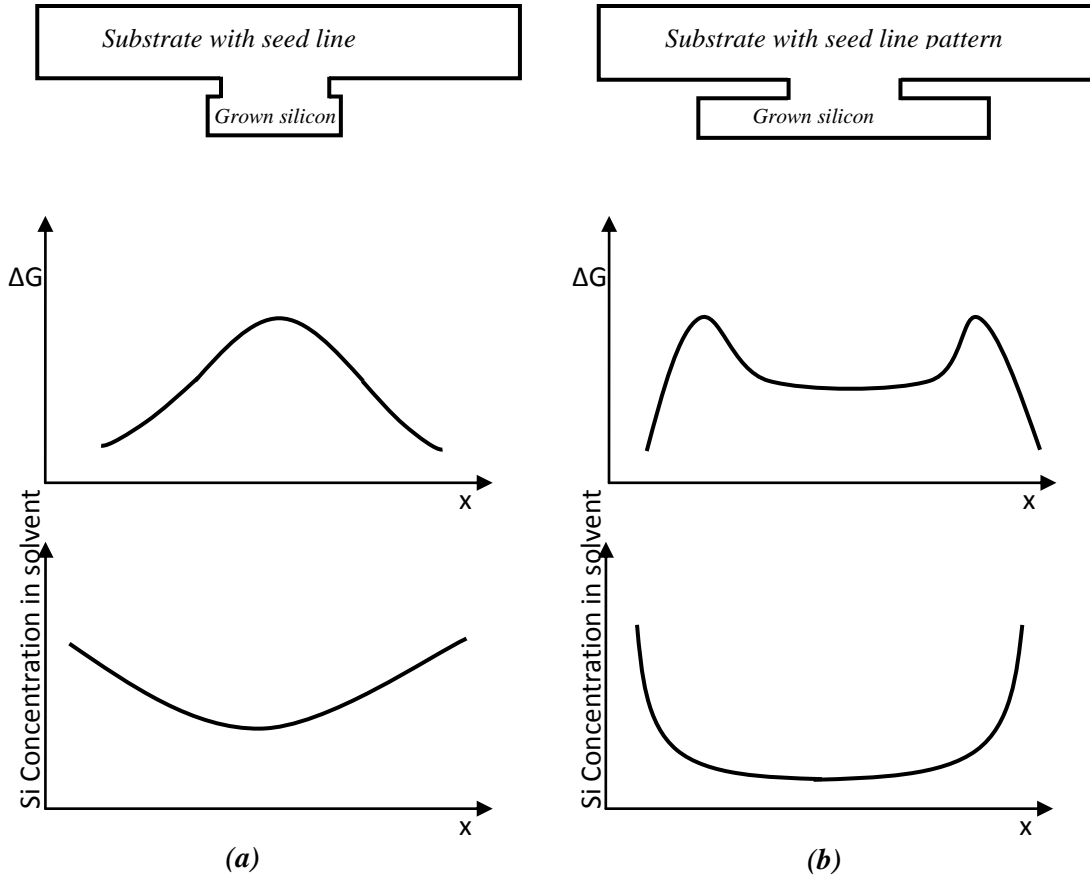 Substrate with seed line
Grown silicon
ΔG
x
Si Concentration in solvent
x
(a)
Substrate with seed line pattern
Grown silicon
ΔG
x
Si Concentration in solvent
x
(b)